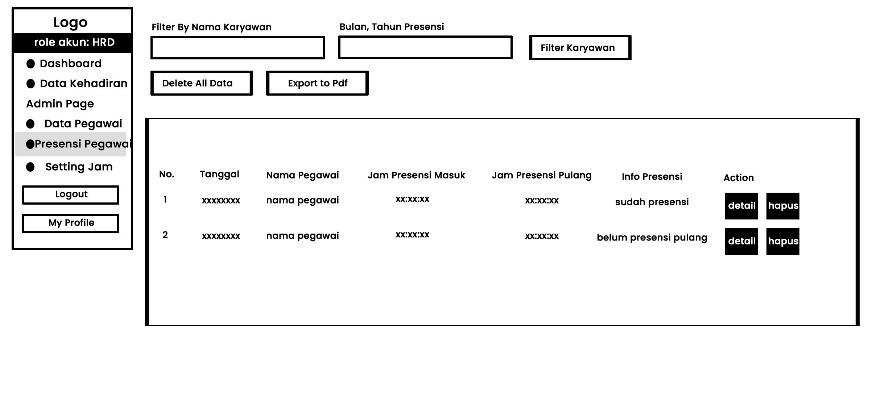 Logo
role akun: HRD
Dashboard
Data Kehadiran
Admin Page
Data Pegawai
Presensi Pegawai
Setting Jam
Logout
My Profile
Filter By Nama Karyawan
Bulan, Tahun Presensi
Filter Karyawan
Delete All Data
Export to Pdf
No. Tanggal Nama Pegawai Jam Presensi Masuk Jam Presensi Pulang Info Presensi Action
1 xxxxxxxx nama pegawai xx:xx:xx xx:xx:xx sudah presensi detail hapus
2 xxxxxxxx nama pegawai xx:xx:xx xx:xx:xx belum presensi pulang detail hapus